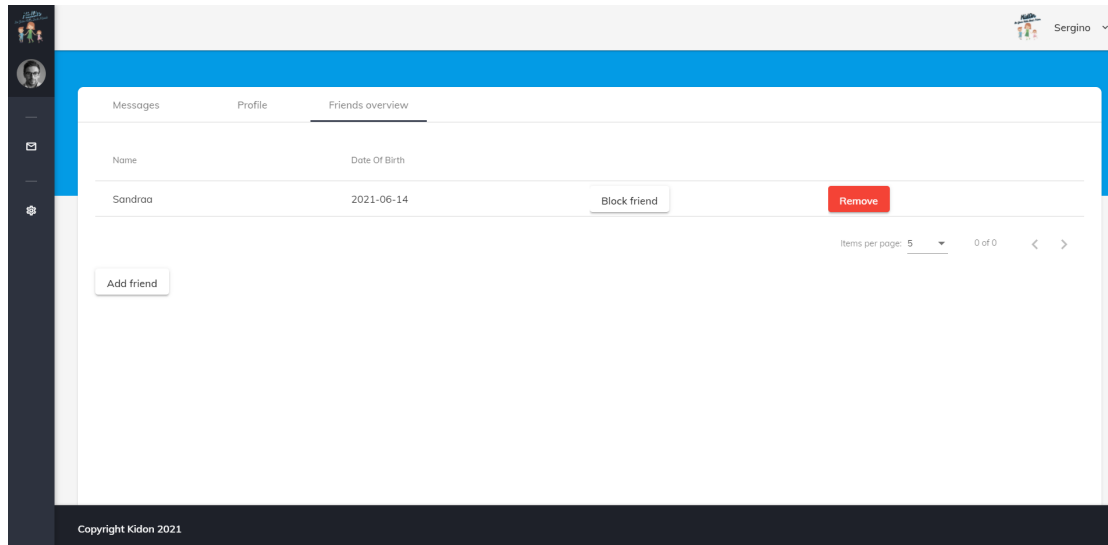 Kidon
Sergino
Messages Profile Friends overview
Name Date Of Birth
Sandraa 2021-06-14 Block friend Remove
Items per page: 5 0 of 0
Add friend
Copyright Kidon 2021